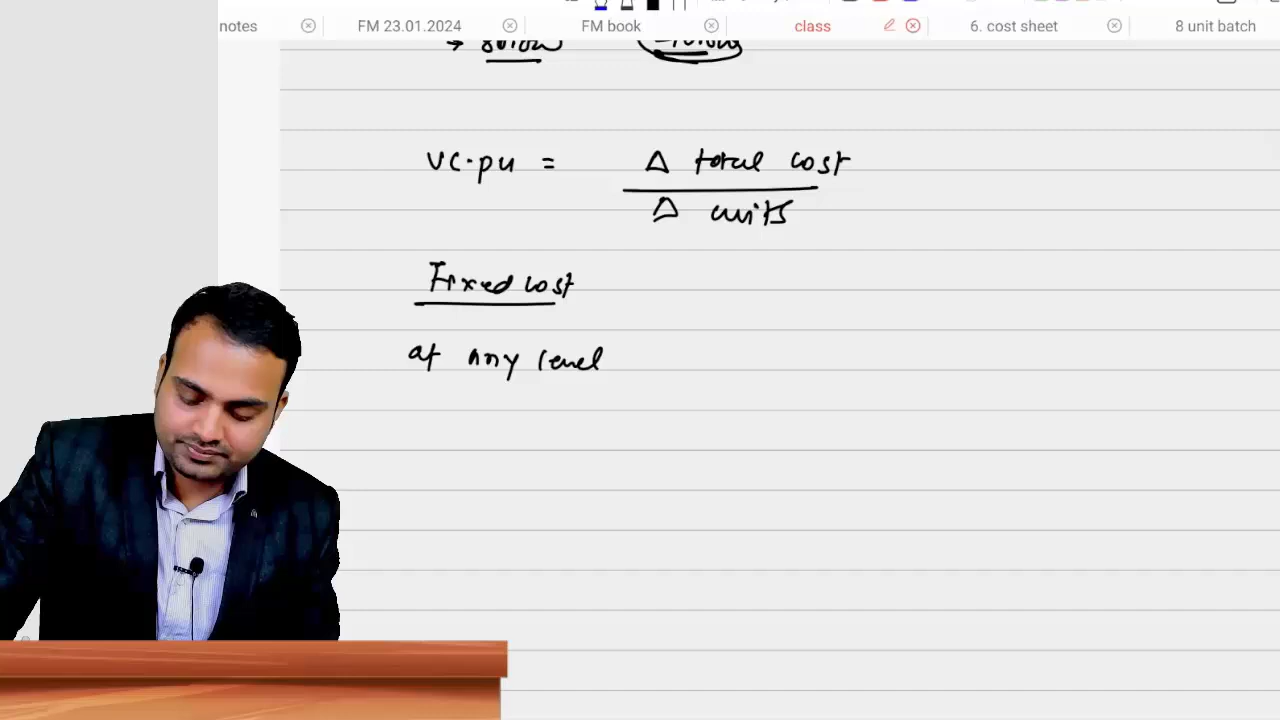 notes FM 23.01.2024 FM book class 6. cost sheet 8 unit batch
VC.pu = Δ total cost
Δ units
Fixed cost
at any level